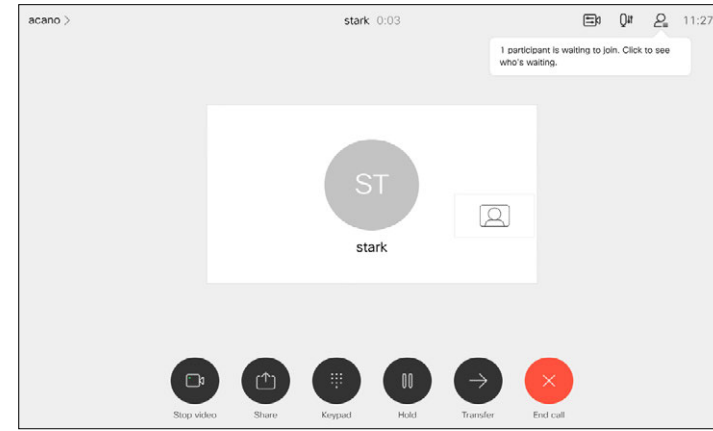 acano >
stark 0:03
11:27
1 participant is waiting to join. Click to see
who's waiting.
ST
stark
Stop video Share Keypad Hold Transfer End call